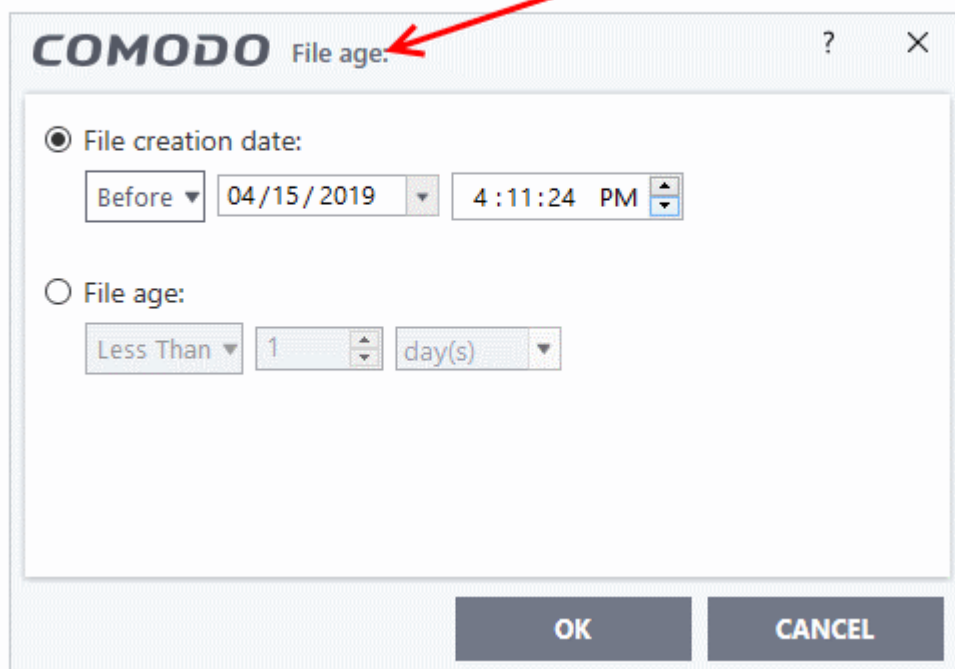 COMODO File age: ?
File creation date:
Before 04/15/2019 4:11:24 PM
File age:
Less Than 1 day(s)
OK CANCEL